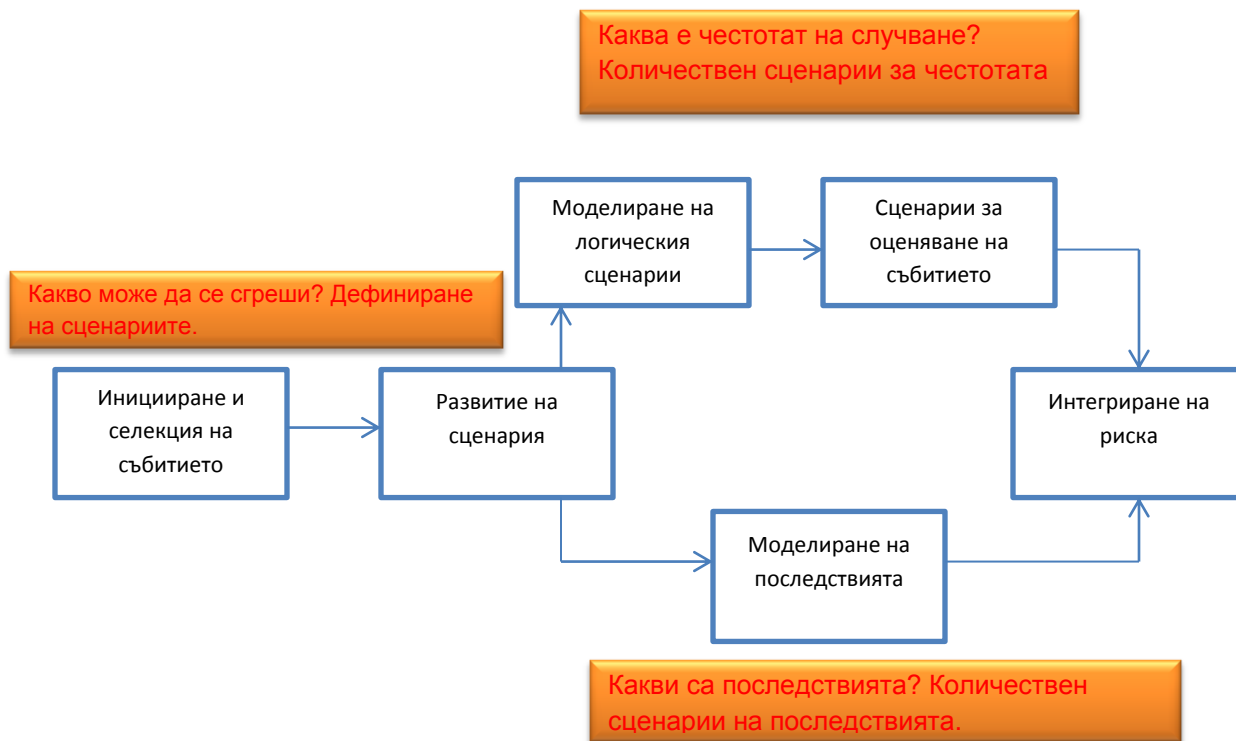 Каква е честотат на случване?
Количествен сценарии за честотата
Моделиране на
логическия
сценарии
Сценарии за
оценяване на
събитието
Какво може да се сгреши? Дефиниране
на сценариите.
Иницииране и
селекция на
събитието
Развитие на
сценария
Интегриране на
риска
Моделиране на
последствията
Какви са последствията? Количествен
сценарии на последствията.